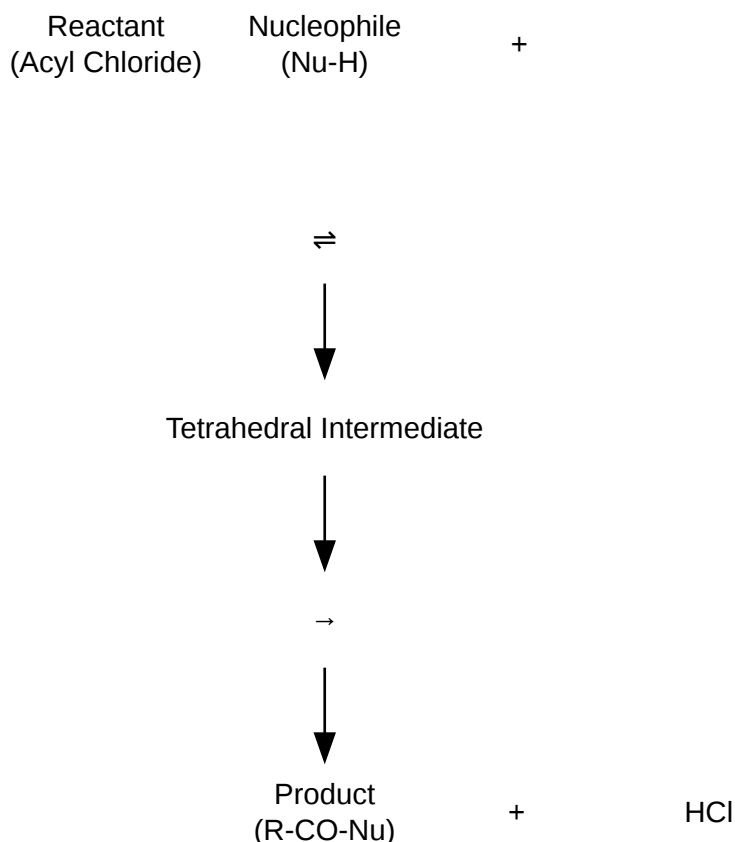 Reactant
(Acyl Chloride)
Nucleophile
(Nu-H)
+
⇌
Tetrahedral Intermediate
→
Product
(R-CO-Nu)
+
HCl